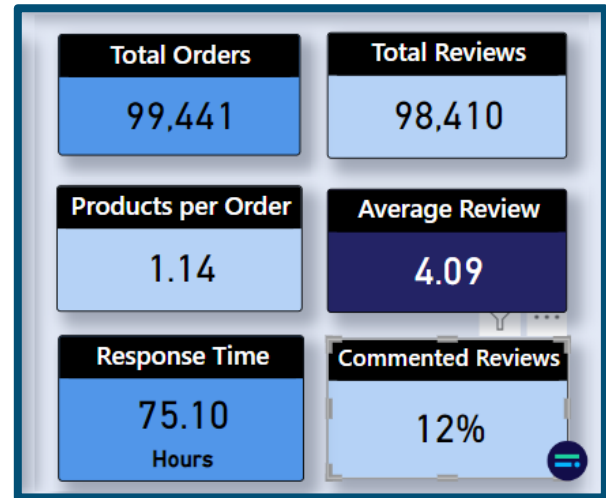 Total Orders
99,441
Total Reviews
98,410
Products per Order
1.14
Average Review
4.09
Response Time
75.10
Hours
Commented Reviews
12%